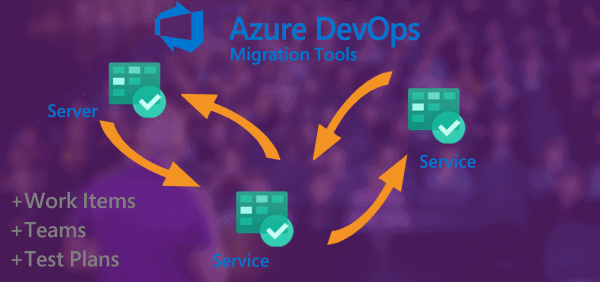 Azure DevOps
Migration Tools
Server
Service
Service
+Work Items
+Teams
+Test Plans